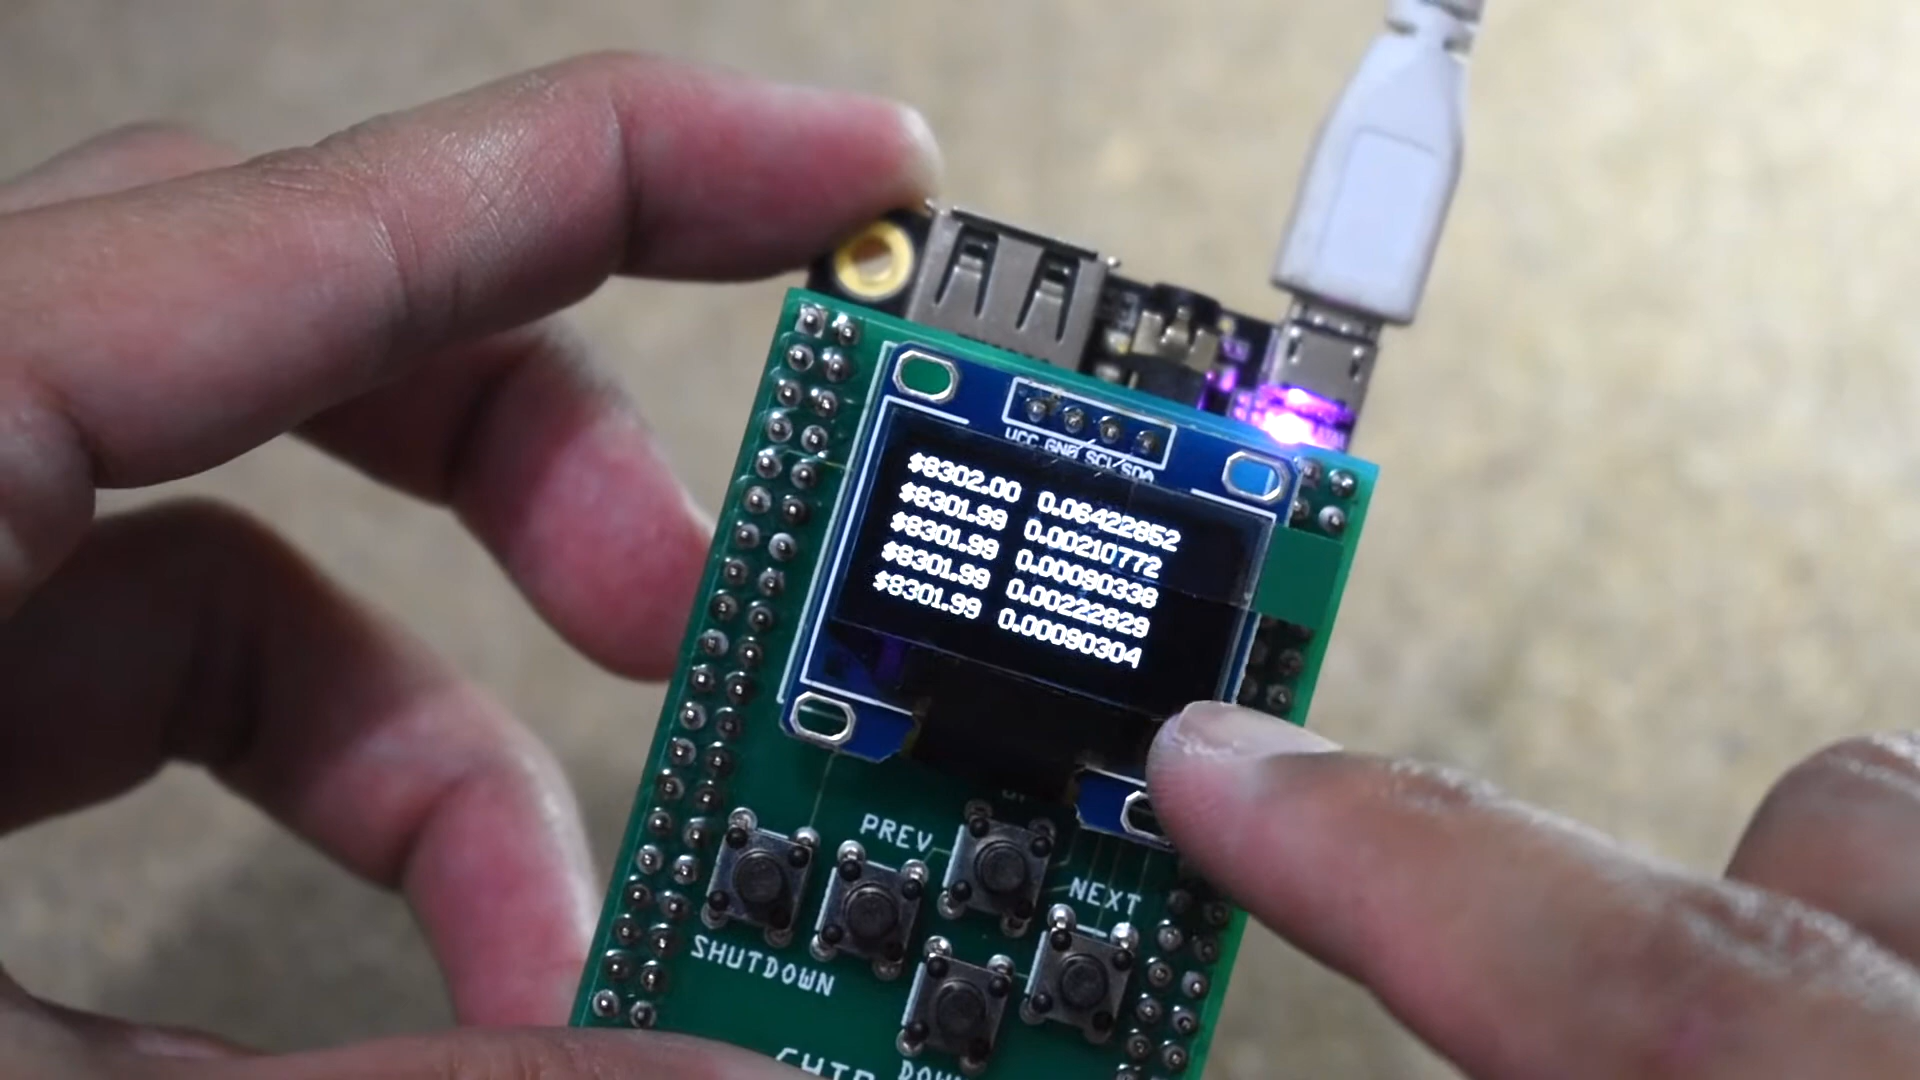 VCC GND SCL SDA
$8302.00 0.06422852
$8301.99 0.00210772
$8301.99 0.00090338
$8301.99 0.00222829
$8301.99 0.00090304
PREV
NEXT
SHUTDOWN